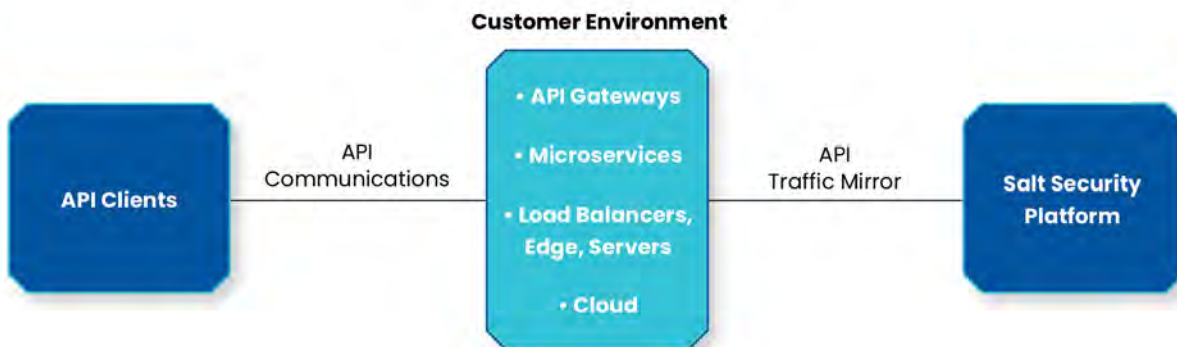 Customer Environment
API Clients
API
Communications
• API Gateways
• Microservices
• Load Balancers,
Edge, Servers
• Cloud
API
Traffic Mirror
Salt Security
Platform